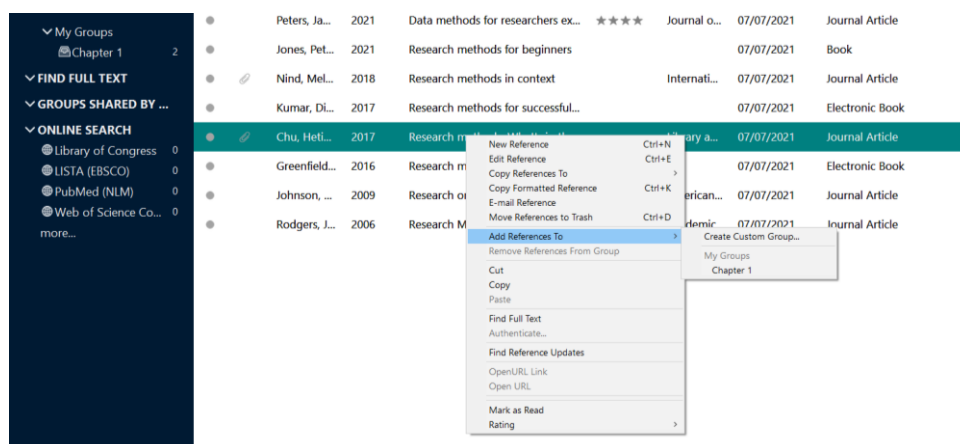 My Groups
Chapter 1 2
FIND FULL TEXT
GROUPS SHARED BY ...
ONLINE SEARCH
Library of Congress 0
LISTA (EBSCO) 0
PubMed (NLM) 0
Web of Science Co... 0
more...
Peters, Ja... 2021 Data methods for researchers ex... ★★★★ Journal o... 07/07/2021 Journal Article
Jones, Pet... 2021 Research methods for beginners 07/07/2021 Book
Nind, Mel... 2018 Research methods in context Internati... 07/07/2021 Journal Article
Kumar, Di... 2017 Research methods for successful... 07/07/2021 Electronic Book
Chu, Heti... 2017 Research ary a... 07/07/2021 Journal Article
Greenfield... 2016 Research m 07/07/2021 Electronic Book
Johnson, ... 2009 Research or erican... 07/07/2021 Journal Article
Rodgers, J... 2006 Research M demic 07/07/2021 Journal Article
New Reference Ctrl+N
Edit Reference Ctrl+E
Copy References To >
Copy Formatted Reference Ctrl+K
E-mail Reference
Move References to Trash Ctrl+D
Add References To >
Remove References From Group
Cut
Copy
Paste
Find Full Text
Authenticate...
Find Reference Updates
OpenURL Link
Open URL
Mark as Read
Rating >
Create Custom Group...
My Groups
Chapter 1